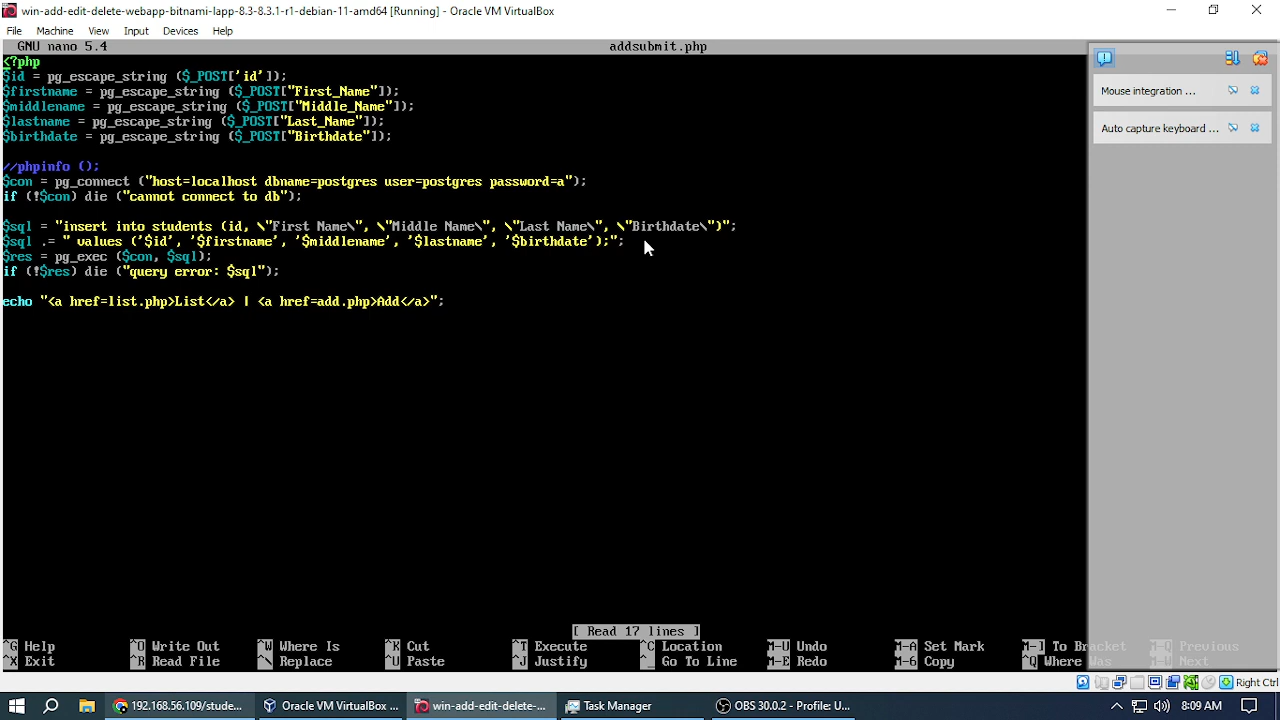 win-add-edit-delete-webapp-bitnami-lapp-8.3-8.3.1-r1-debian-11-amd64 [Running] - Oracle VM VirtualBox
File Machine View Input Devices Help
GNU nano 5.4 addsubmit.php
<?php
$id = pg_escape_string ($_POST['id']);
$firstname = pg_escape_string ($_POST["First_Name"]);
$middlename = pg_escape_string ($_POST["Middle_Name"]);
$lastname = pg_escape_string ($_POST["Last_Name"]);
$birthdate = pg_escape_string ($_POST["Birthdate"]);
//phpinfo ();
$con = pg_connect ("host=localhost dbname=postgres user=postgres password=a");
if (!$con) die ("cannot connect to db");
$sql = "insert into students (id, \"First Name\", \"Middle Name\", \"Last Name\", \"Birthdate\")";
$sql .= " values ('$id', '$firstname', '$middlename', '$lastname', '$birthdate');";
$res = pg_exec ($con, $sql);
if (!$res) die ("query error: $sql");
echo "<a href=list.php>List</a> | <a href=add.php>Add</a>";
Mouse integration ...
Auto capture keyboard ...
[ Read 17 lines ]
^G Help ^O Write Out ^W Where Is ^K Cut ^T Execute ^C Location M-U Undo M-A Set Mark M-] To Bracket M-Q Previous
^X Exit ^R Read File ^\ Replace ^U Paste ^J Justify ^_ Go To Line M-E Redo M-6 Copy ^Q Where Was M-W Next
Right Ctrl
192.168.56.109/stude... Oracle VM VirtualBox ... win-add-edit-delete-... Task Manager OBS 30.0.2 - Profile: U... 8:09 AM